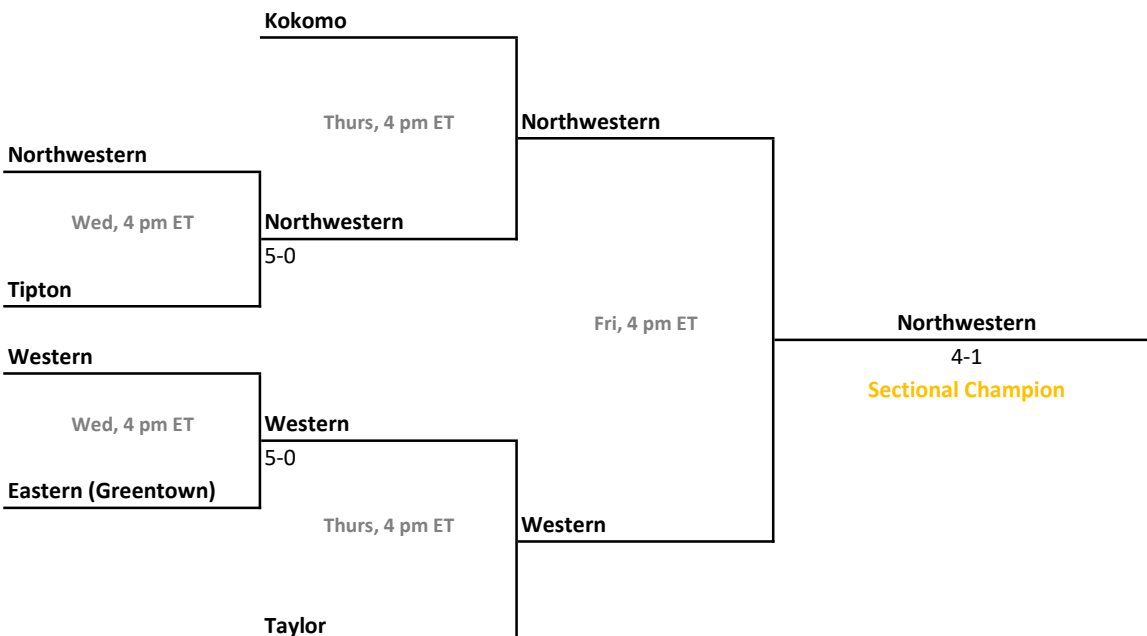 Kokomo
Thurs, 4 pm ET
Northwestern
Northwestern
Wed, 4 pm ET
Northwestern
5-0
Tipton
Fri, 4 pm ET
Northwestern
4-1
Sectional Champion
Western
Wed, 4 pm ET
Western
5-0
Eastern (Greentown)
Thurs, 4 pm ET
Western
Taylor